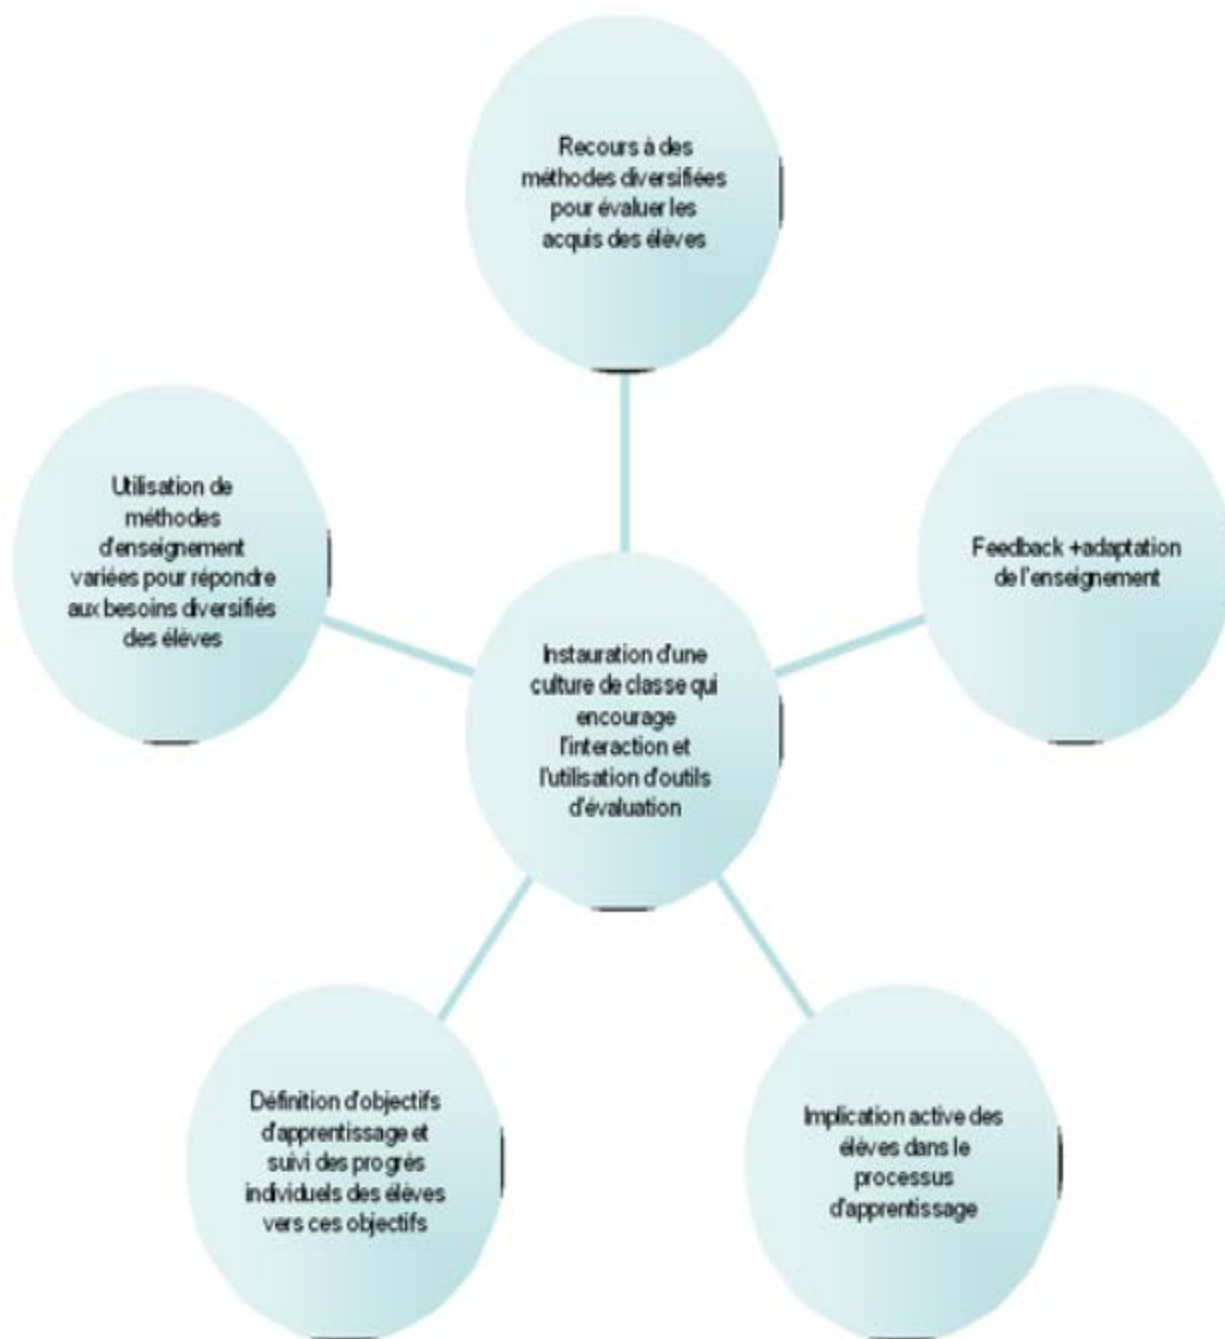 Recours à des
méthodes diversifiées
pour évaluer les
acquis des élèves
Utilisation de
méthodes
d'enseignement
variées pour répondre
aux besoins diversifiés
des élèves
Feedback +adaptation
de l'enseignement
Instauration d'une
culture de classe qui
encourage
l'interaction et
l'utilisation d'outils
d'évaluation
Définition d'objectifs
d'apprentissage et
suivi des progrès
individuels des élèves
vers ces objectifs
Implication active des
élèves dans le
processus
d'apprentissage